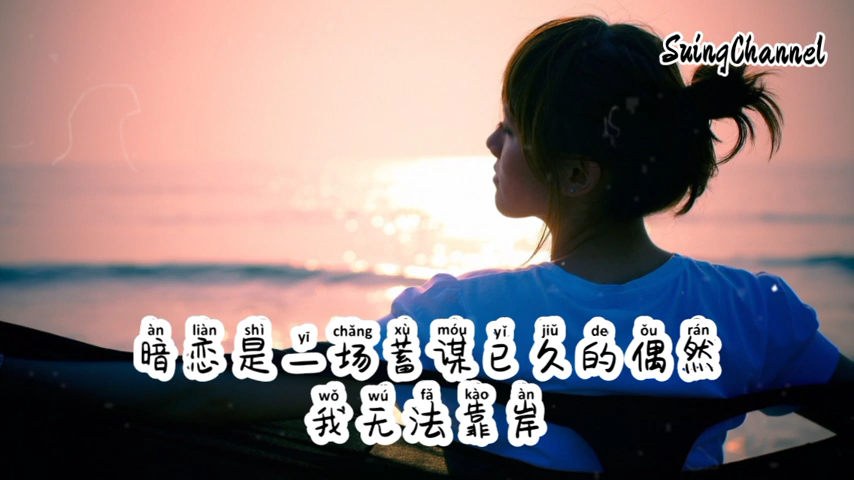 SuingChannel
àn liàn shì yī chǎng xù móu yǐ jiǔ de ǒu rán
暗恋是一场蓄谋已久的偶然
wǒ wú fǎ kào àn
我无法靠岸